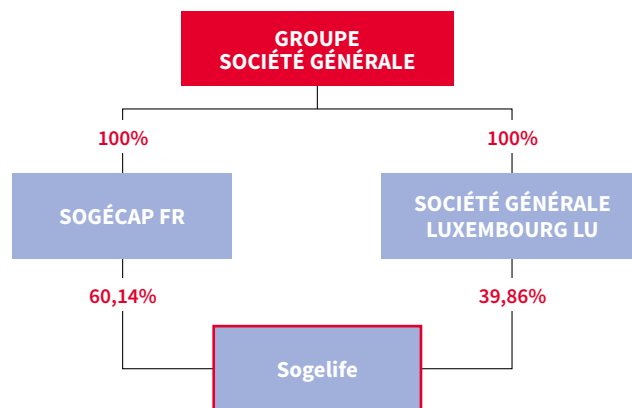 GROUPE
SOCIÉTÉ GÉNÉRALE
100%
100%
SOGÉCAP FR
SOCIÉTÉ GÉNÉRALE
LUXEMBOURG LU
60,14%
39,86%
Sogelife